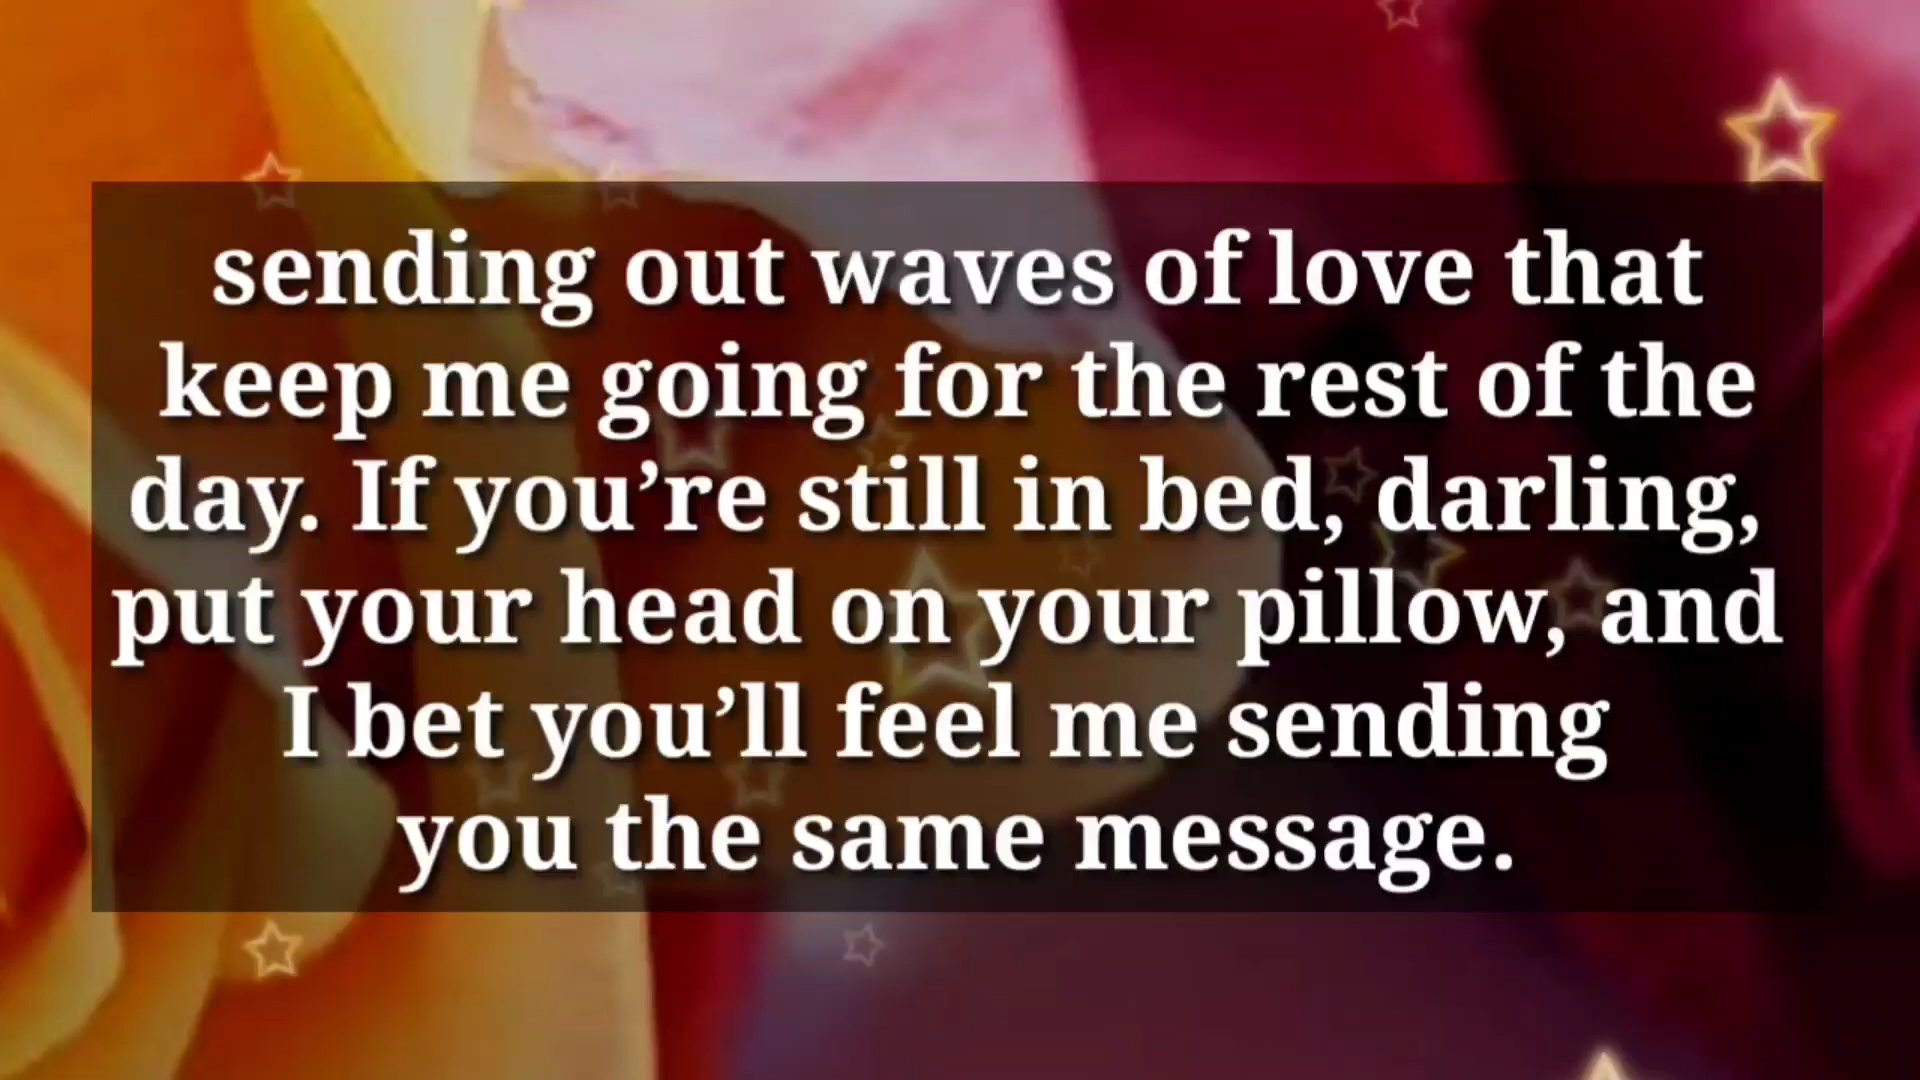 sending out waves of love that
keep me going for the rest of the
day. If you’re still in bed, darling,
put your head on your pillow, and
I bet you’ll feel me sending
you the same message.